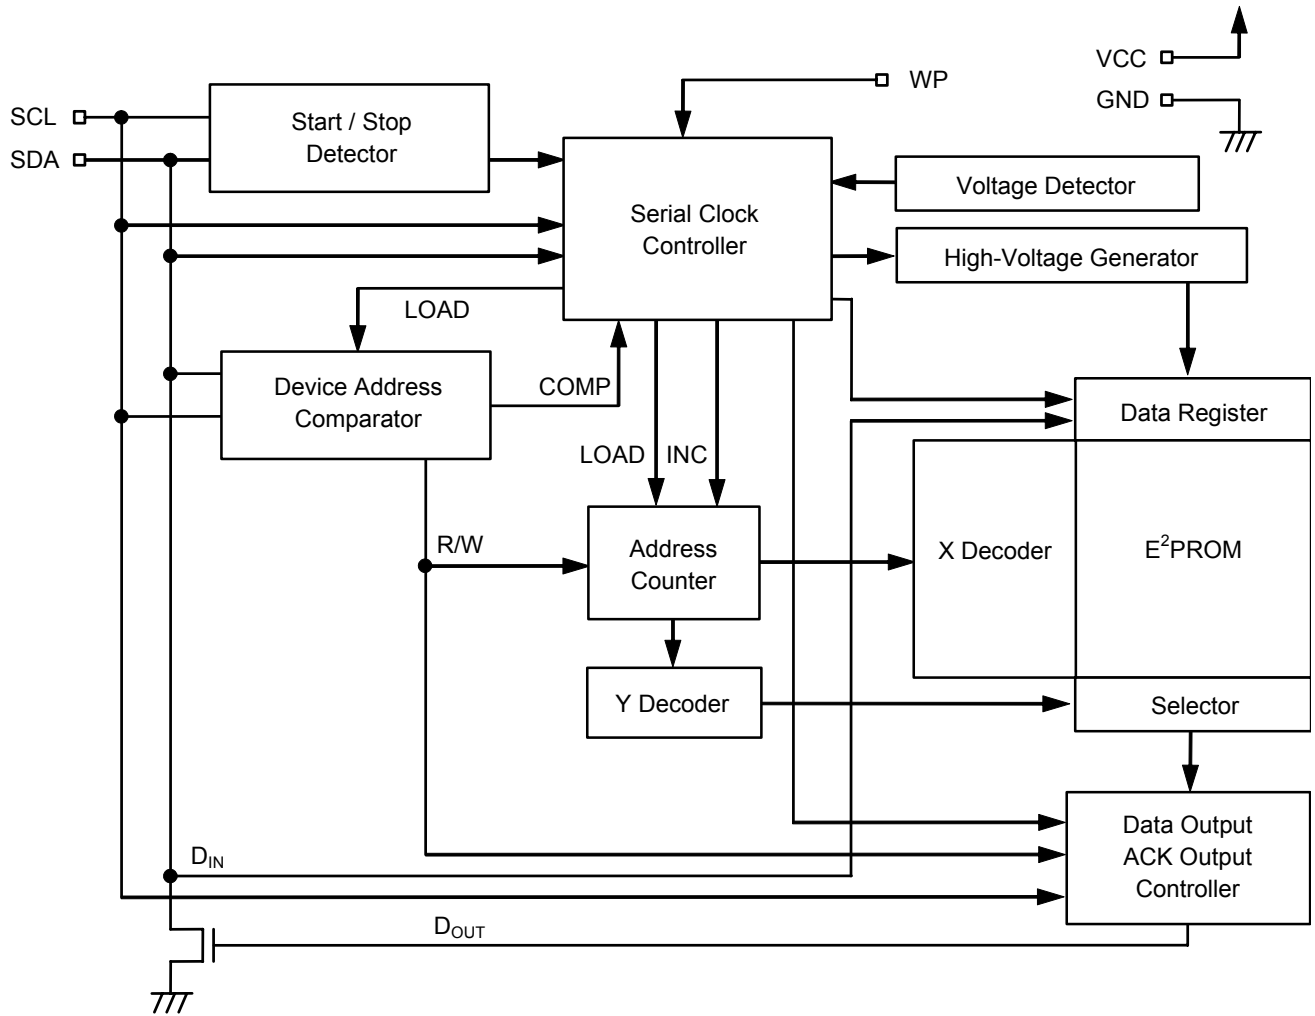 VCC
WP
GND
SCL
Start / Stop
Detector
SDA
Voltage Detector
Serial Clock
Controller
High-Voltage Generator
LOAD
Device Address
Comparator
COMP
Data Register
LOAD
INC
R/W
Address
Counter
X Decoder
E²PROM
Y Decoder
Selector
Data Output
ACK Output
Controller
DIN
DOUT